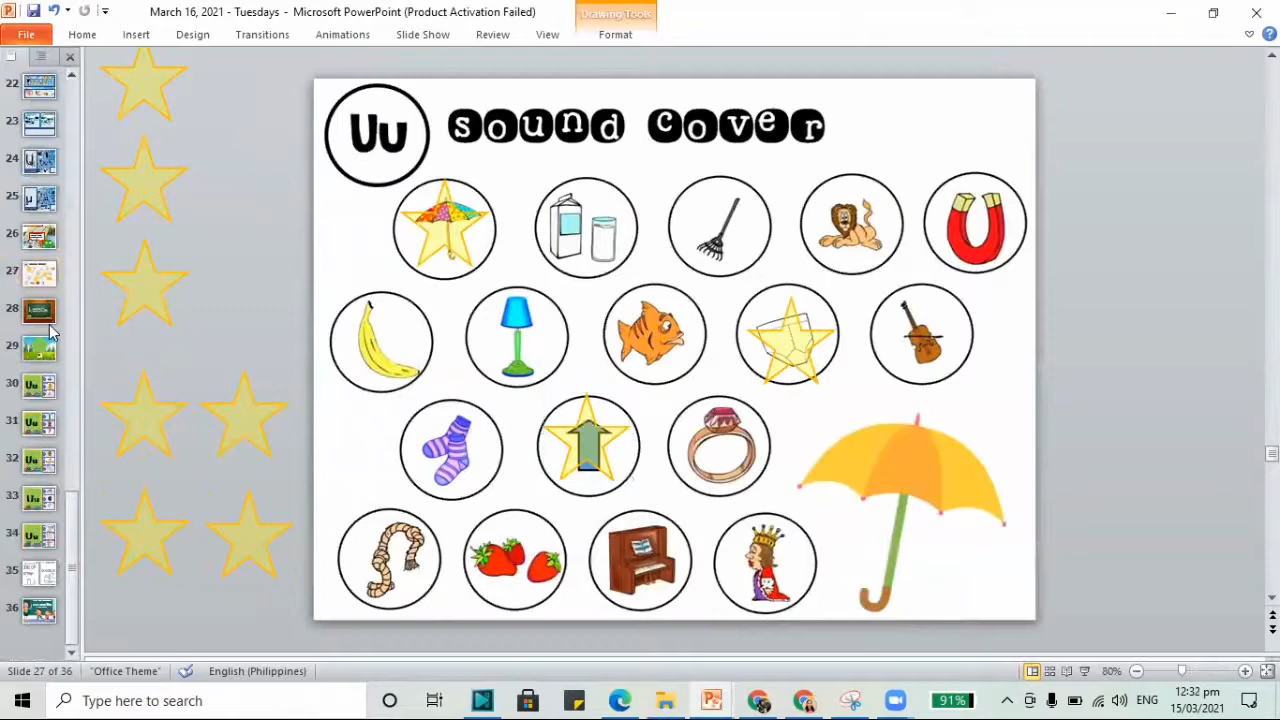 March 16, 2021 - Tuesdays - Microsoft PowerPoint (Product Activation Failed)
Drawing Tools
File Home Insert Design Transitions Animations Slide Show Review View Format
22
23
24
25
26
27
28
29
30
31
32
33
34
35
36
Uu sound cover
Slide 27 of 36 "Office Theme" English (Philippines) 80%
Type here to search
91%
ENG
12:32 pm
15/03/2021